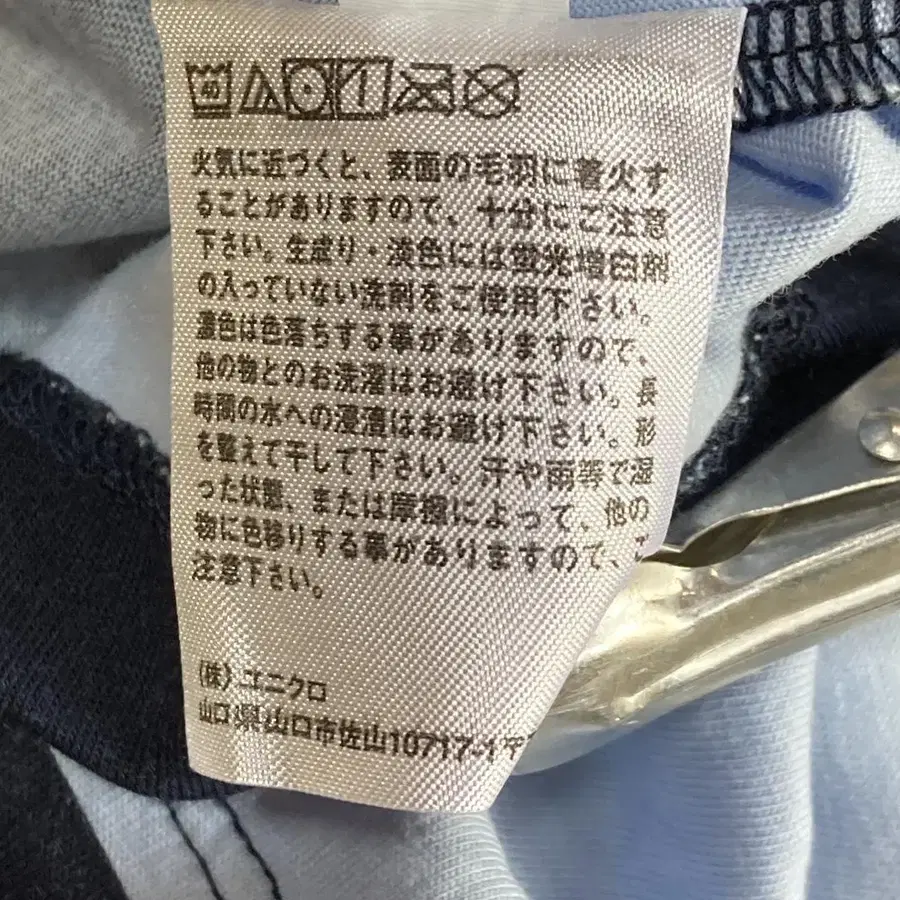 40
火気に近づくと、表面の毛羽に着火す
ることがありますので、十分にご注意
下さい。生成り・淡色には蛍光増白剤
の入っていない洗剤をご使用下さい。
濃色は色落ちする事がありますので、
他の物とのお洗濯はお避け下さい。長
時間の水への浸漬はお避け下さい。形
を整えて干して下さい。汗や雨等で湿
った状態、または摩擦によって、他の
物に色移りする事がありますので、ご
注意下さい。
(株)ユニクロ
山口県山口市佐山10717-1